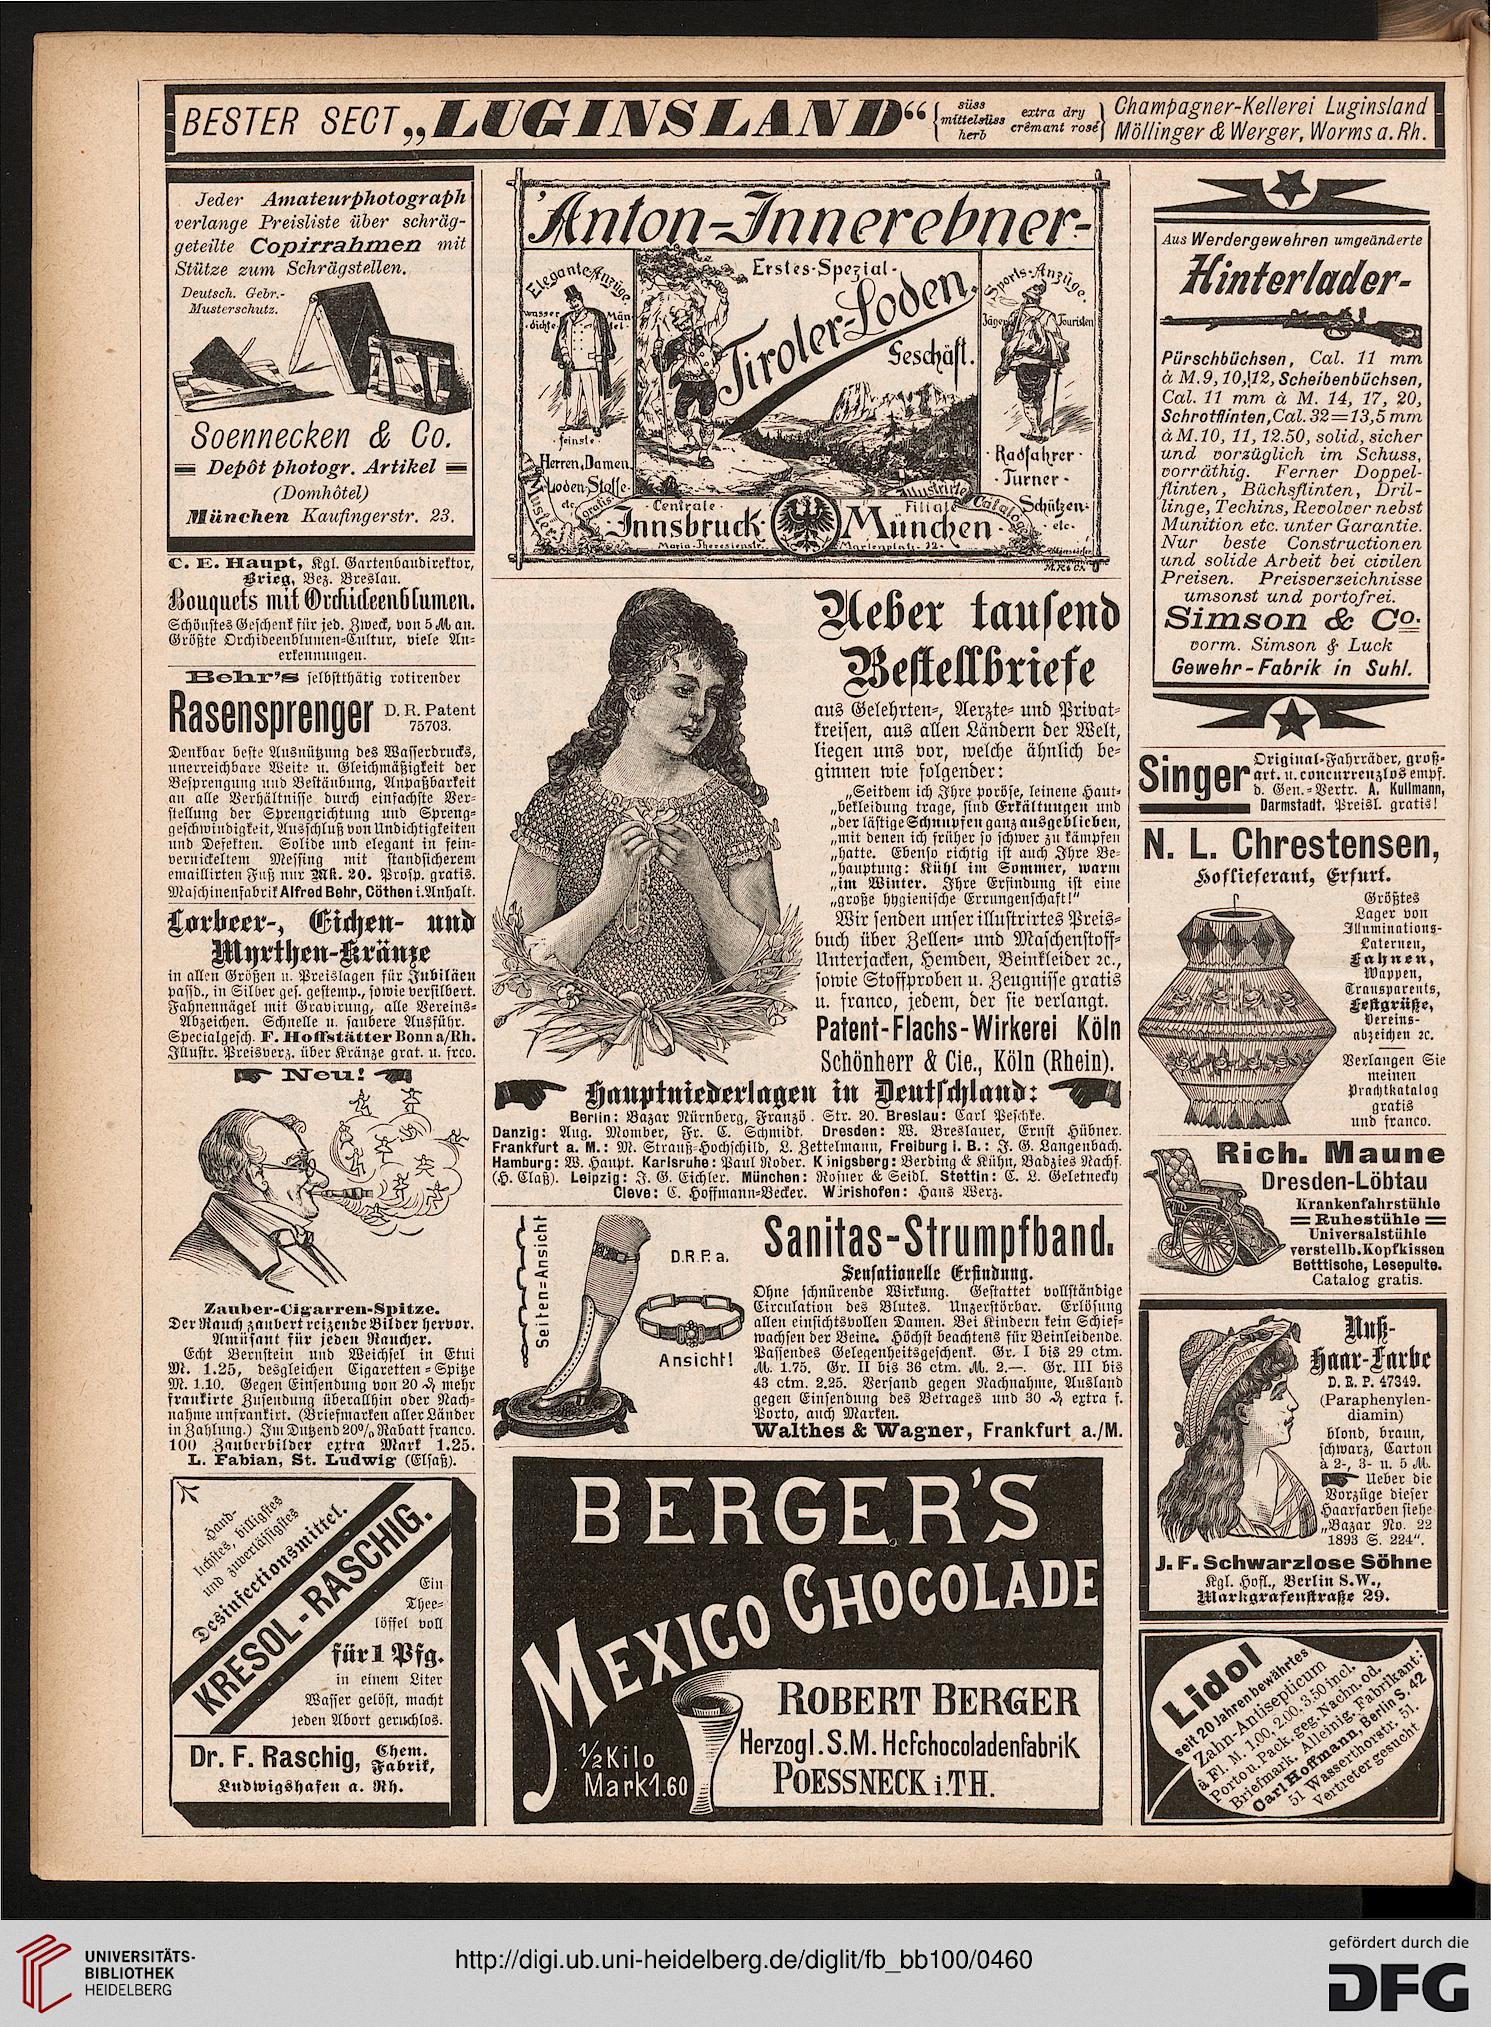 BESTER SECT „LUGINSLAND“
süss
mittelsüss
herb
extra dry
crêmant rosé
Champagner-Kellerei Luginsland
Möllinger & Werger, Worms a. Rh.
Jeder Amateurphotograph
verlange Preisliste über schräg-
geteilte Copirrahmen mit
Stütze zum Schrägstellen.
Deutsch. Gebr.-
Musterschutz.
Soennecken & Co.
Depôt photogr. Artikel
(Domhôtel)
München Kaufingerstr. 23.
C. E. Haupt, Kgl. Gartenbaudirektor,
Brieg, Bez. Breslau.
Bouquets mit Orchideenblumen.
Schönstes Geschenk für jed. Zweck, von 5 M an.
Größte Orchideenblumen-Cultur, viele An-
erkennungen.
Behr's selbstthätig rotirender
Rasensprenger D. R. Patent
75703.
Denkbar beste Ausnützung des Wasserdrucks,
unerreichbare Weite u. Gleichmäßigkeit der
Besprengung und Bestäubung, Anpaßbarkeit
an alle Verhältnisse durch einfachste Ver-
stellung der Sprengrichtung und Spreng-
geschwindigkeit, Ausschluß von Undichtigkeiten
und Defekten. Solide und elegant in fein-
vernickeltem Messing mit standsicherem
emaillirten Fuß nur Mk. 20. Prosp. gratis.
Maschinenfabrik Alfred Behr, Cöthen i. Anhalt.
Lorbeer-, Eichen- und
Myrthen-Kränze
in allen Größen u. Preislagen für Jubiläen
passd., in Silber ges. gestemp., sowie versilbert.
Fahnennägel mit Gravirung, alle Vereins-
Abzeichen. Schnelle u. saubere Ausführ.
Specialgesch. F. Hoffstätter Bonn a/Rh.
Illustr. Preisverz. über Kränze grat. u. frco.
Neu!
Zauber-Cigarren-Spitze.
Der Rauch zaubert reizende Bilder hervor.
Amüsant für jeden Raucher.
Echt Bernstein und Weichsel in Etui
M. 1.25, desgleichen Cigaretten-Spitze
M. 1.10. Gegen Einsendung von 20 ₰ mehr
frankirte Zusendung überallhin oder Nach-
nahme unfrankirt. (Briefmarken aller Länder
in Zahlung.) Im Dutzend 20% Rabatt franco.
100 Zauberbilder extra Mark 1.25.
L. Fabian, St. Ludwig (Elsaß).
Hand-
lichstes, billigstes
und zuverlässigstes
Desinfectionsmittel.
KRESOL-RASCHIG.
Ein
Thee-
löffel voll
für 1 Pfg.
in einem Liter
Wasser gelöst, macht
jeden Abort geruchlos.
Dr. F. Raschig, Chem.
Fabrik,
Ludwigshafen a. Rh.
Anton-Innerebner-
Elegante Anzüge.
wasser
dichte
Män
tel
feinste
Herren, Damen
Loden-Stoffe
etc.
Muster gratis
Erstes-Spezial-
Tiroler-Loden.
Geschäft.
Sports-Anzüge.
Jäger
Touristen
Radfahrer
Turner
Schützen
etc.
Illustrirte Cataloge
Centrale
Innsbruck
Maria-Theresienstr.
Filiale
München
Marienplatz 12.
Ueber tausend
Bestellbriefe
aus Gelehrten-, Aerzte- und Privat-
kreisen, aus allen Ländern der Welt,
liegen uns vor, welche ähnlich be-
ginnen wie folgender:
„Seitdem ich Ihre poröse, leinene Haut-
„bekleidung trage, sind Erkältungen und
„der lästige Schnupfen ganz ausgeblieben,
„mit denen ich früher so schwer zu kämpfen
„hatte. Ebenso richtig ist auch Ihre Be-
„hauptung: Kühl im Sommer, warm
„im Winter. Ihre Erfindung ist eine
„große hygienische Errungenschaft!“
Wir senden unser illustrirtes Preis-
buch über Zellen- und Maschenstoff-
Unterjacken, Hemden, Beinkleider ꝛc.,
sowie Stoffproben u. Zeugnisse gratis
u. franco, jedem, der sie verlangt.
Patent-Flachs-Wirkerei Köln
Schönherr & Cie., Köln (Rhein).
Hauptniederlagen in Deutschland:
Berlin: Bazar Nürnberg, Französ. Str. 20. Breslau: Carl Peschke.
Danzig: Aug. Momber, Fr. C. Schmidt. Dresden: W. Breslauer, Ernst Hübner.
Frankfurt a. M.: M. Strauß-Hochschild, L. Zettelmann, Freiburg i. B.: J. G. Langenbach.
Hamburg: W. Haupt. Karlsruhe: Paul Roder. Königsberg: Berding & Kühn, Badzies Nachf.
(H. Claß). Leipzig: J. G. Eichler. München: Rosner & Seidl. Stettin: C. L. Geletnecky
Cleve: C. Hoffmann-Becker. Wörishofen: Hans Werz.
Seiten-Ansicht
D.R.P. a.
Ansicht!
Sanitas-Strumpfband.
Sensationelle Erfindung.
Ohne schnürende Wirkung. Gestattet vollständige
Circulation des Blutes. Unzerstörbar. Erlösung
allen einsichtsvollen Damen. Bei Kindern kein Schief-
wachsen der Beine. Höchst beachtens für Beinleidende.
Passendes Gelegenheitsgeschenk. Gr. I bis 29 ctm.
M. 1.75. Gr. II bis 36 ctm. M. 2.—. Gr. III bis
43 ctm. 2.25. Versand gegen Nachnahme, Ausland
gegen Einsendung des Betrages und 30 ₰ extra f.
Porto, auch Marken.
Walthes & Wagner, Frankfurt a./M.
BERGER'S
MEXICO CHOCOLADE
½ Kilo
Mark 1.60
ROBERT BERGER
Herzogl. S. M. Hofchocoladenfabrik
POESSNECK i. TH.
Aus Werdergewehren umgeänderte
Hinterlader-
Pürschbüchsen, Cal. 11 mm
à M. 9, 10, 12, Scheibenbüchsen,
Cal. 11 mm à M. 14, 17, 20,
Schrotflinten, Cal. 32=13,5 mm
à M. 10, 11, 12.50, solid, sicher
und vorzüglich im Schuss,
vorräthig. Ferner Doppel-
flinten, Büchsflinten, Dril-
linge, Techins, Revolver nebst
Munition etc. unter Garantie.
Nur beste Constructionen
und solide Arbeit bei civilen
Preisen. Preisverzeichnisse
umsonst und portofrei.
Simson & Co.
vorm. Simson & Luck
Gewehr-Fabrik in Suhl.
Singer Original-Fahrräder, groß-
art. u. concurrenzlos empf.
d. Gen.-Vertr. A. Kullmann,
Darmstadt. Preisl. gratis!
N. L. Chrestensen,
Hoflieferant, Erfurt.
Größtes
Lager von
Illuminations-
Laternen,
Fahnen,
Wappen,
Transparents,
Festgrüße,
Vereins-
abzeichen ꝛc.
Verlangen Sie
meinen
Prachtkatalog
gratis
und franco.
Rich. Maune
Dresden-Löbtau
Krankenfahrstühle
Ruhestühle
Universalstühle
verstellb. Kopfkissen
Betttische, Lesepulte.
Catalog gratis.
Nuß-
Haar-Farbe
D. R. P. 47349.
(Paraphenylen-
diamin)
blond, braun,
schwarz, Carton
à 2-, 3- u. 5 M.
Ueber die
Vorzüge dieser
Haarfarben siehe
„Bazar No. 22
1893 S. 224“.
J. F. Schwarzlose Söhne
Kgl. Hofl., Berlin S.W.,
Markgrafenstraße 29.
Lidol
seit 20 Jahren bewährtes
Zahn-Antisepticum
à Fl. M. 1.00, 2.00, 3.50 incl.
Porto u. Pack. geg. Nachn. od.
Briefmark. Alleinig. Fabrikant:
Carl Hoffmann, Berlin S. 42
51 Wasserthorstr. 51.
Vertreter gesucht
UNIVERSITÄTS-
BIBLIOTHEK
HEIDELBERG
http://digi.ub.uni-heidelberg.de/diglit/fb_bb100/0460
gefördert durch die
DFG